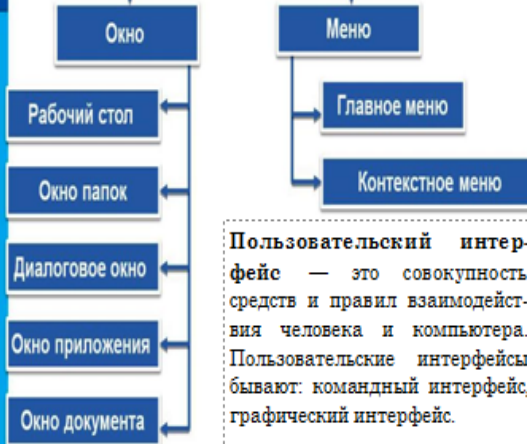 Окно
Меню
Рабочий стол
Окно папок
Диалоговое окно
Окно приложения
Окно документа
Главное меню
Контекстное меню
Пользовательский интер-
фейс — это совокупность
средств и правил взаимодейст-
вия человека и компьютера.
Пользовательские интерфейсы
бывают: командный интерфейс,
графический интерфейс.